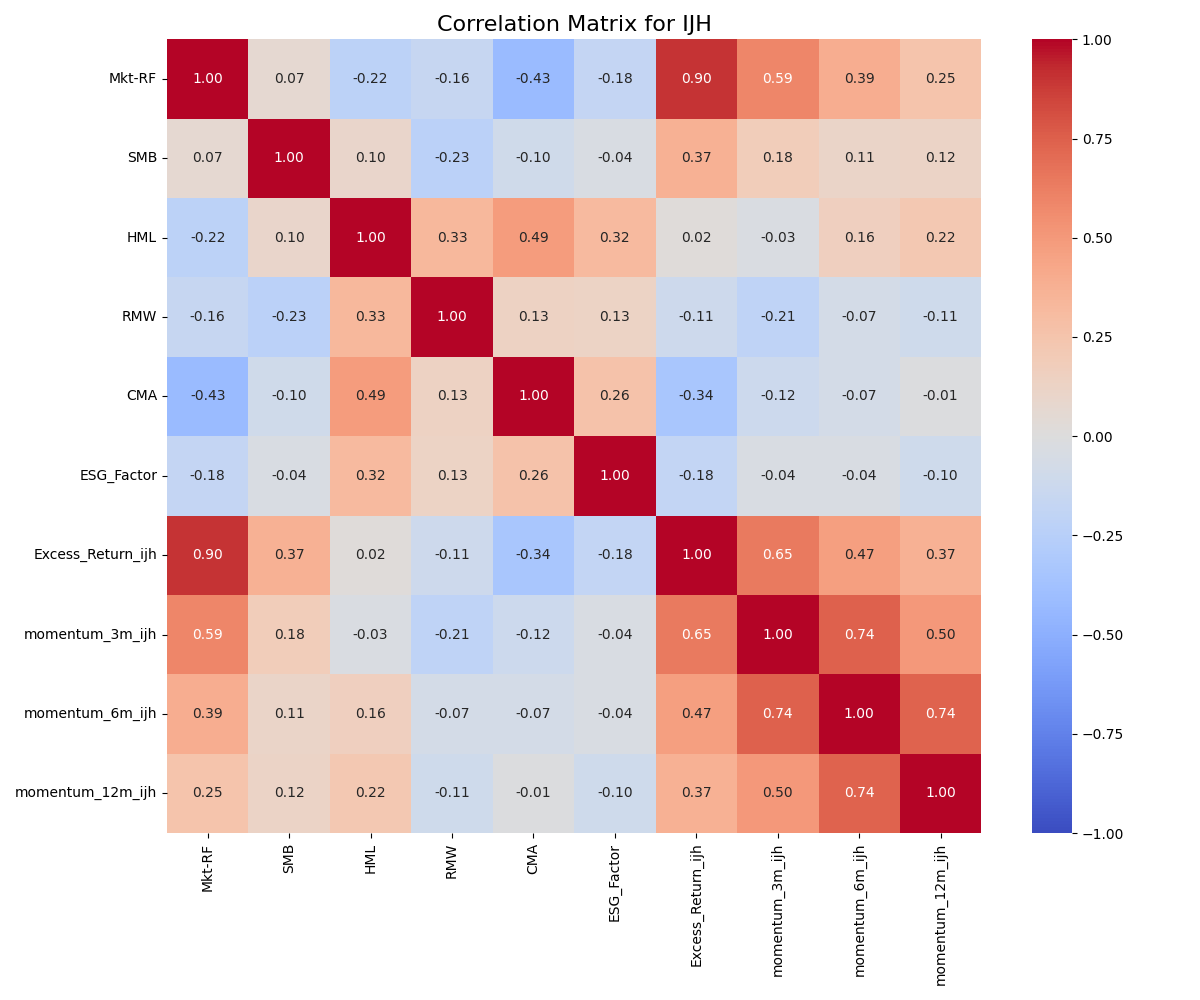 Correlation Matrix for IJH
Mkt-RF 1.00 0.07 -0.22 -0.16 -0.43 -0.18 0.90 0.59 0.39 0.25
SMB 0.07 1.00 0.10 -0.23 -0.10 -0.04 0.37 0.18 0.11 0.12
HML -0.22 0.10 1.00 0.33 0.49 0.32 0.02 -0.03 0.16 0.22
RMW -0.16 -0.23 0.33 1.00 0.13 0.13 -0.11 -0.21 -0.07 -0.11
CMA -0.43 -0.10 0.49 0.13 1.00 0.26 -0.34 -0.12 -0.07 -0.01
ESG_Factor -0.18 -0.04 0.32 0.13 0.26 1.00 -0.18 -0.04 -0.04 -0.10
Excess_Return_ijh 0.90 0.37 0.02 -0.11 -0.34 -0.18 1.00 0.65 0.47 0.37
momentum_3m_ijh 0.59 0.18 -0.03 -0.21 -0.12 -0.04 0.65 1.00 0.74 0.50
momentum_6m_ijh 0.39 0.11 0.16 -0.07 -0.07 -0.04 0.47 0.74 1.00 0.74
momentum_12m_ijh 0.25 0.12 0.22 -0.11 -0.01 -0.10 0.37 0.50 0.74 1.00
Mkt-RF
SMB
HML
RMW
CMA
ESG_Factor
Excess_Return_ijh
momentum_3m_ijh
momentum_6m_ijh
momentum_12m_ijh
1.00
0.75
0.50
0.25
0.00
−0.25
−0.50
−0.75
−1.00